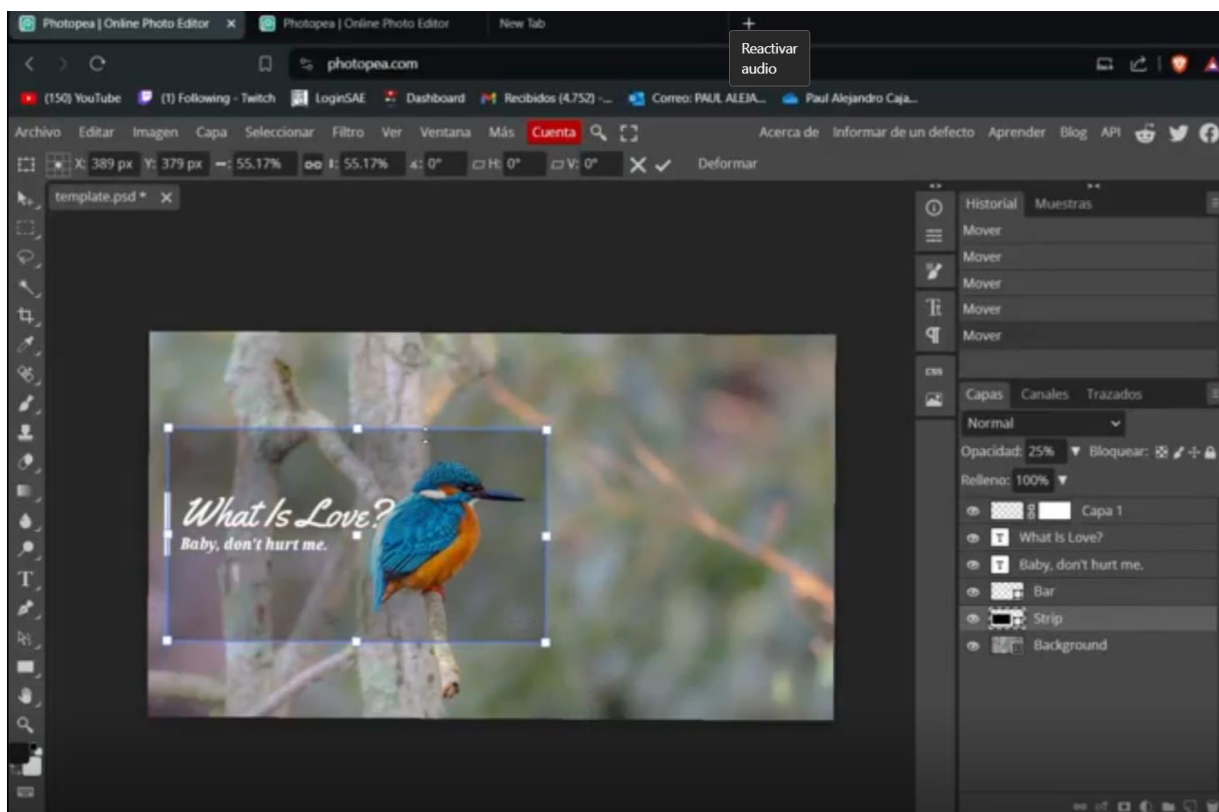 Photopea | Online Photo Editor Photopea | Online Photo Editor New Tab
Reactivar
audio
photopea.com
(150) YouTube (1) Following - Twitch LoginSAE Dashboard Recibidos (4.752) -... Correo: PAUL ALEJA... Paul Alejandro Caja...
Archivo Editar Imagen Capa Seleccionar Filtro Ver Ventana Más Cuenta Acerca de Informar de un defecto Aprender Blog API
X: 389 px Y: 379 px 55.17% 55.17% 0° H: 0° V: 0° Deformar
template.psd *
Historial Muestras
Mover
Mover
Mover
Mover
Mover
CSS
Capas Canales Trazados
Normal
Opacidad: 25% Bloquear:
Relleno: 100%
Capa 1
What Is Love?
Baby, don't hurt me.
Bar
Strip
Background
What Is Love?
Baby, don't hurt me.